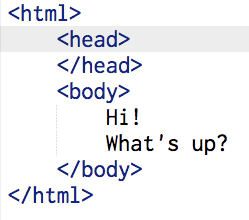 <html>
    <head>
    </head>
    <body>
        Hi!
        What's up?
    </body>
</html>